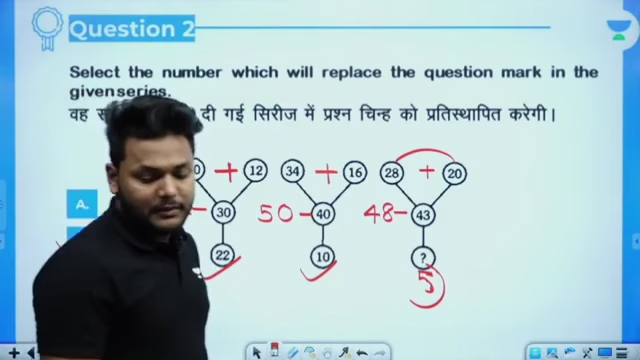 Question 2
Select the number which will replace the question mark in the
given series.
वह दी गई सिरीज में प्रश्न चिन्ह को प्रतिस्थापित करेगी।
+ 12 34 + 16 28 + 20
A.
- 30 50 - 40 48 - 43
22 10 ?
5